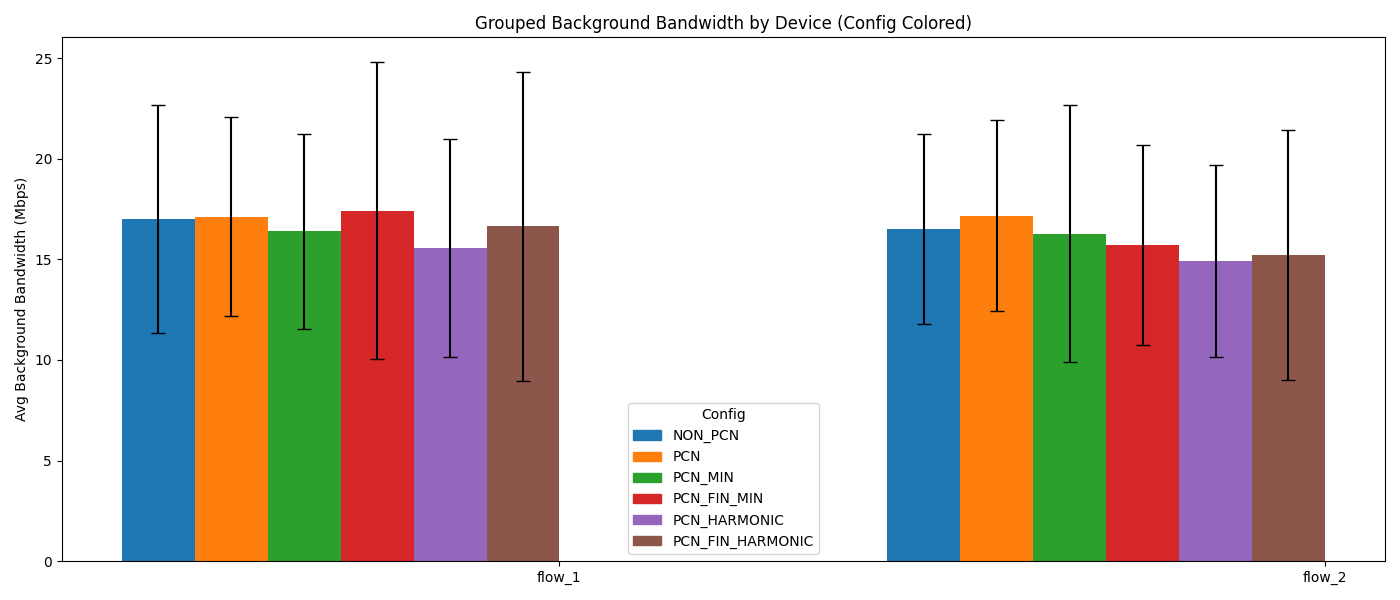 Grouped Background Bandwidth by Device (Config Colored)
Avg Background Bandwidth (Mbps)
25
20
15
10
5
0
Config
NON_PCN
PCN
PCN_MIN
PCN_FIN_MIN
PCN_HARMONIC
PCN_FIN_HARMONIC
flow_1
flow_2